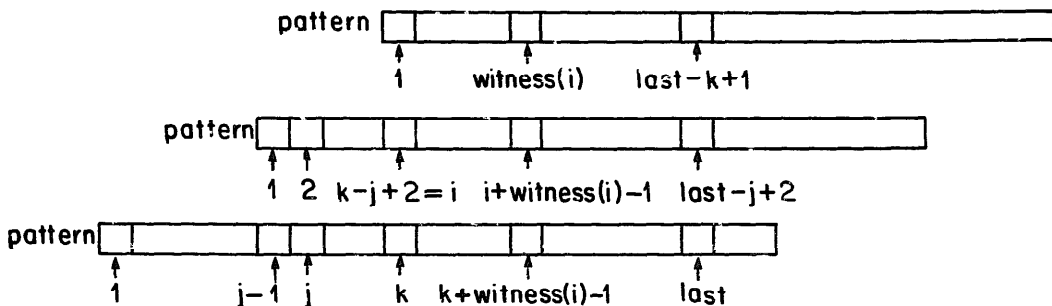 pattern
1 witness(i) last-k+1
pattern
1 2 k-j+2=i i+witness(i)-1 last-j+2
pattern
1 j-1 j k k+witness(i)-1 last